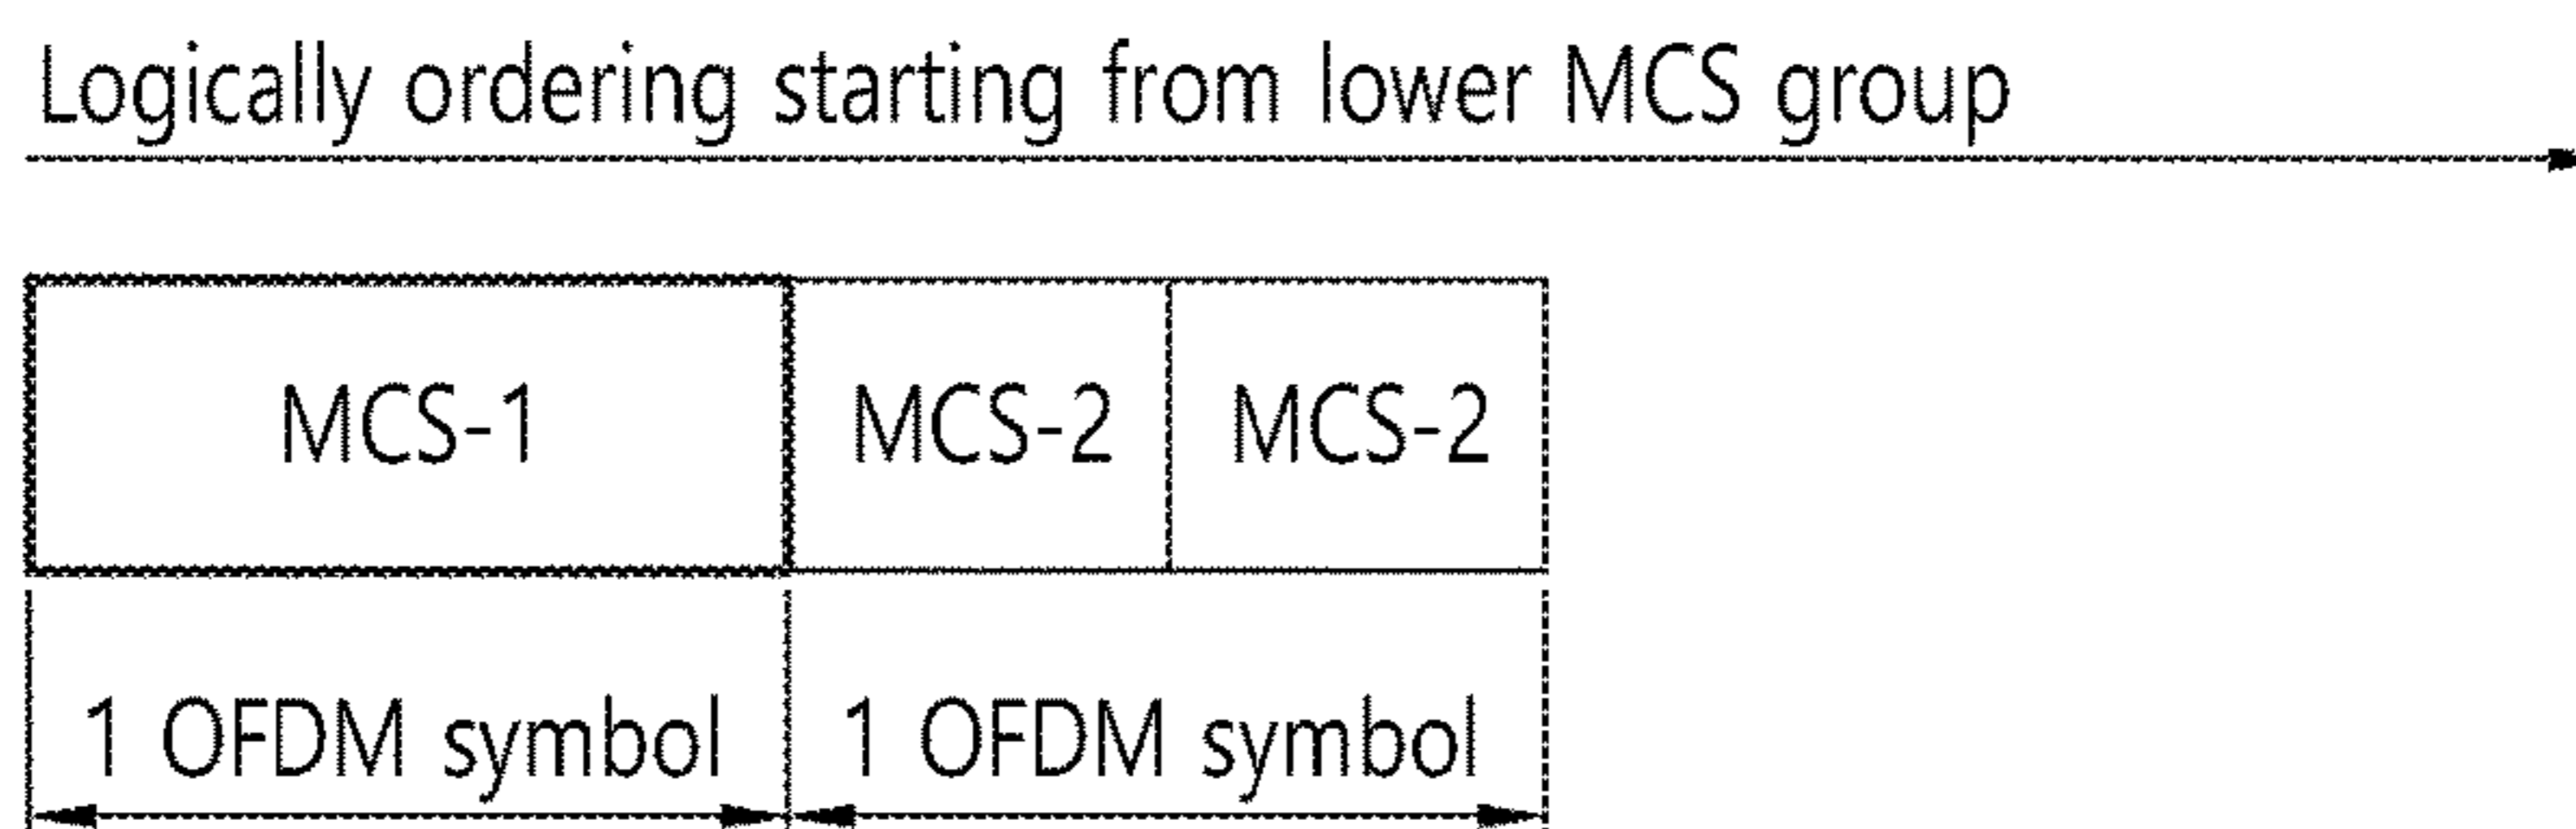 Logically ordering starting from lower MCS group
MCS-1 MCS-2 MCS-2
1 OFDM symbol 1 OFDM symbol